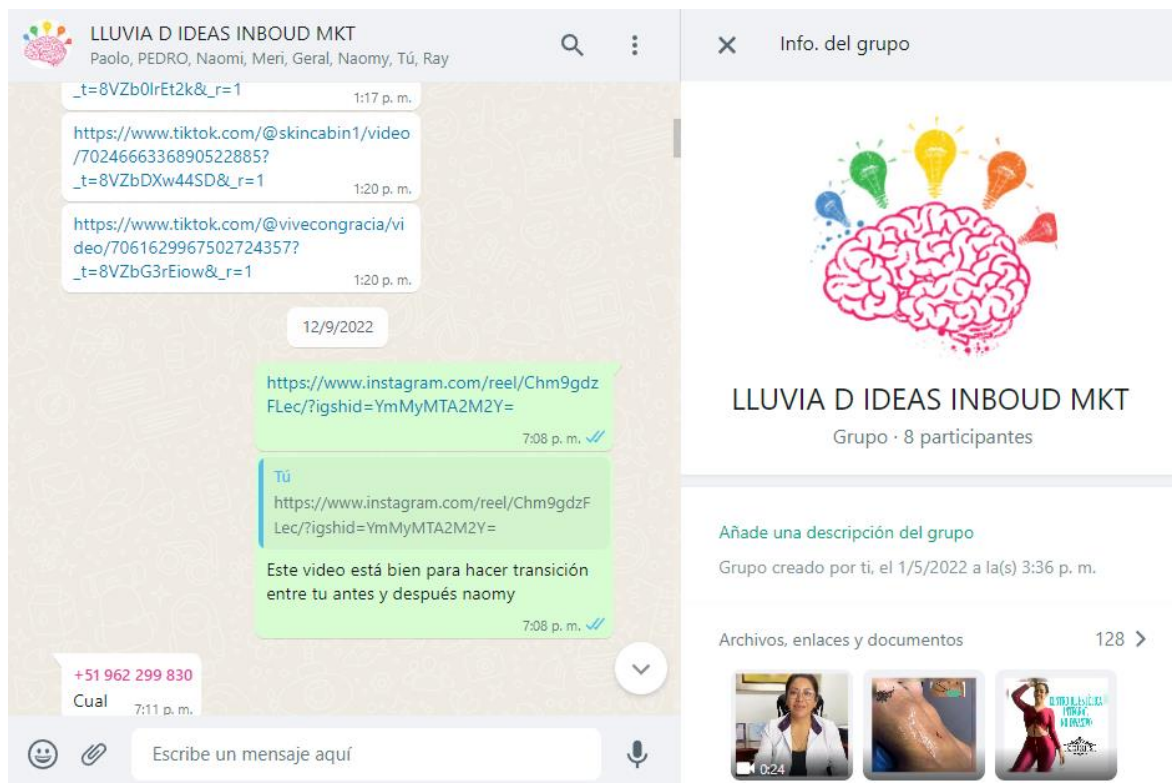 LLUVIA D IDEAS INBOUD MKT
Paolo, PEDRO, Naomi, Meri, Geral, Naomy, Tú, Ray
_t=8VZb0IrEt2k&_r=1
1:17 p. m.
https://www.tiktok.com/@skincabin1/video
/7024666336890522885?
_t=8VZbDXw44SD&_r=1
1:20 p. m.
https://www.tiktok.com/@vivecongracia/vi
deo/7061629967502724357?
_t=8VZbG3rEiow&_r=1
1:20 p. m.
12/9/2022
https://www.instagram.com/reel/Chm9gdz
FLec/?igshid=YmMyMTA2M2Y=
7:08 p. m.
Tú
https://www.instagram.com/reel/Chm9gdzF
Lec/?igshid=YmMyMTA2M2Y=
Este video está bien para hacer transición
entre tu antes y después naomy
7:08 p. m.
+51 962 299 830
Cual
7:11 p. m.
Escribe un mensaje aquí
Info. del grupo
LLUVIA D IDEAS INBOUD MKT
Grupo · 8 participantes
Añade una descripción del grupo
Grupo creado por ti, el 1/5/2022 a la(s) 3:36 p. m.
Archivos, enlaces y documentos
128
0:24